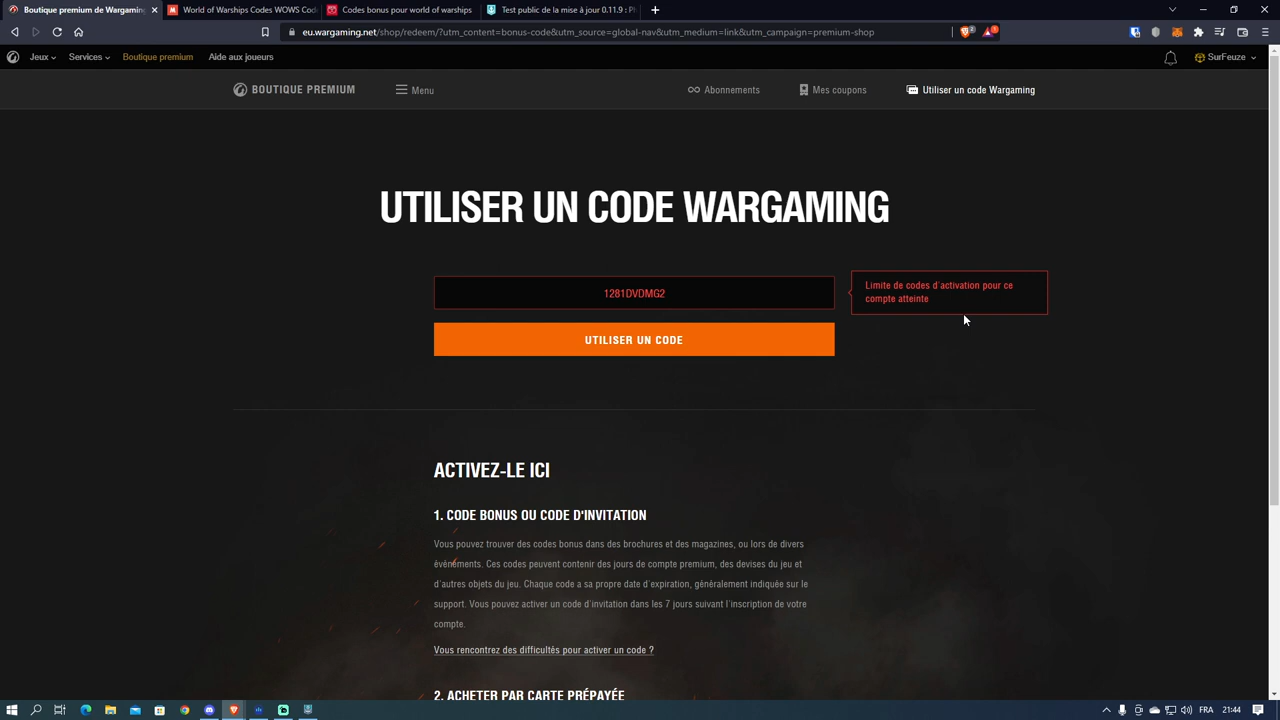 Boutique premium de Wargaming
World of Warships Codes WOWS Cod
Codes bonus pour world of warships
Test public de la mise à jour 0.11.9 : Ph
eu.wargaming.net/shop/redeem/?utm_content=bonus-code&utm_source=global-nav&utm_medium=link&utm_campaign=premium-shop
2
1
Jeux
Services
Boutique premium
Aide aux joueurs
SurFeuze
BOUTIQUE PREMIUM
Menu
Abonnements
Mes coupons
Utiliser un code Wargaming
UTILISER UN CODE WARGAMING
1281DVDMG2
Limite de codes d'activation pour ce
compte atteinte
UTILISER UN CODE
ACTIVEZ-LE ICI
1. CODE BONUS OU CODE D'INVITATION
Vous pouvez trouver des codes bonus dans des brochures et des magazines, ou lors de divers
évènements. Ces codes peuvent contenir des jours de compte premium, des devises du jeu et
d'autres objets du jeu. Chaque code a sa propre date d'expiration, généralement indiquée sur le
support. Vous pouvez activer un code d'invitation dans les 7 jours suivant l'inscription de votre
compte.
Vous rencontrez des difficultés pour activer un code ?
2. ACHETER PAR CARTE PRÉPAYÉE
FRA
21:44